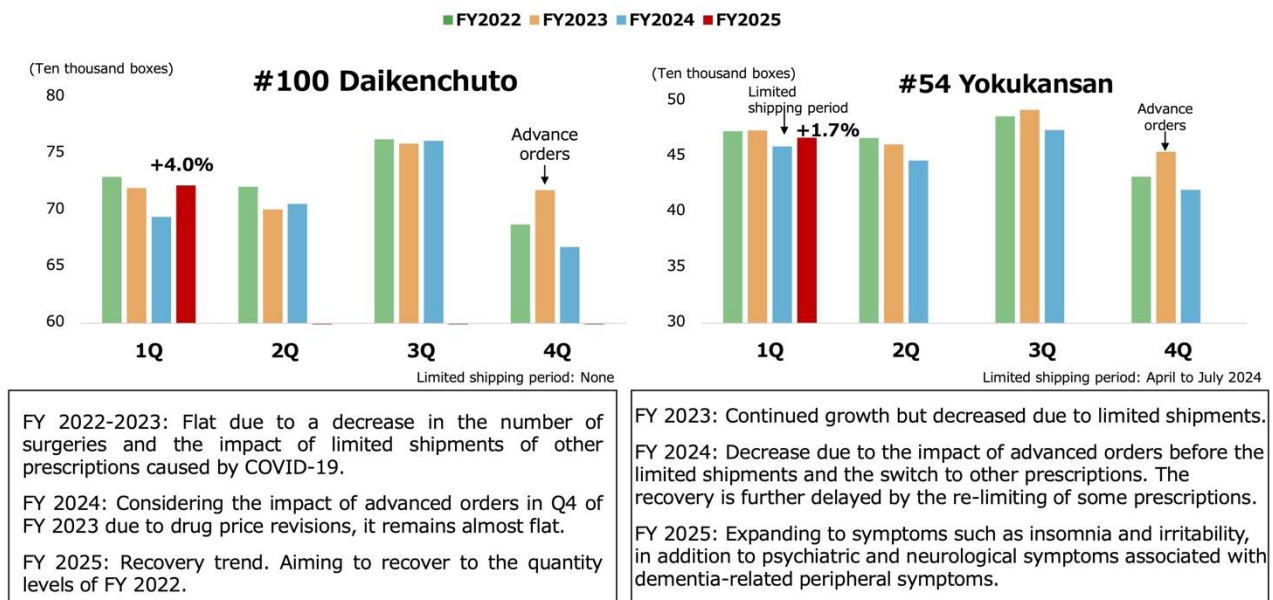 FY2022 FY2023 FY2024 FY2025
(Ten thousand boxes)
#100 Daikenchuto
80
75
70
65
60
+4.0%
Advance
orders
1Q 2Q 3Q 4Q
Limited shipping period: None
FY 2022-2023: Flat due to a decrease in the number of
surgeries and the impact of limited shipments of other
prescriptions caused by COVID-19.
FY 2024: Considering the impact of advanced orders in Q4 of
FY 2023 due to drug price revisions, it remains almost flat.
FY 2025: Recovery trend. Aiming to recover to the quantity
levels of FY 2022.
(Ten thousand boxes)
#54 Yokukansan
50
45
40
35
30
Limited
shipping period
+1.7%
Advance
orders
1Q 2Q 3Q 4Q
Limited shipping period: April to July 2024
FY 2023: Continued growth but decreased due to limited shipments.
FY 2024: Decrease due to the impact of advanced orders before the
limited shipments and the switch to other prescriptions. The
recovery is further delayed by the re-limiting of some prescriptions.
FY 2025: Expanding to symptoms such as insomnia and irritability,
in addition to psychiatric and neurological symptoms associated with
dementia-related peripheral symptoms.